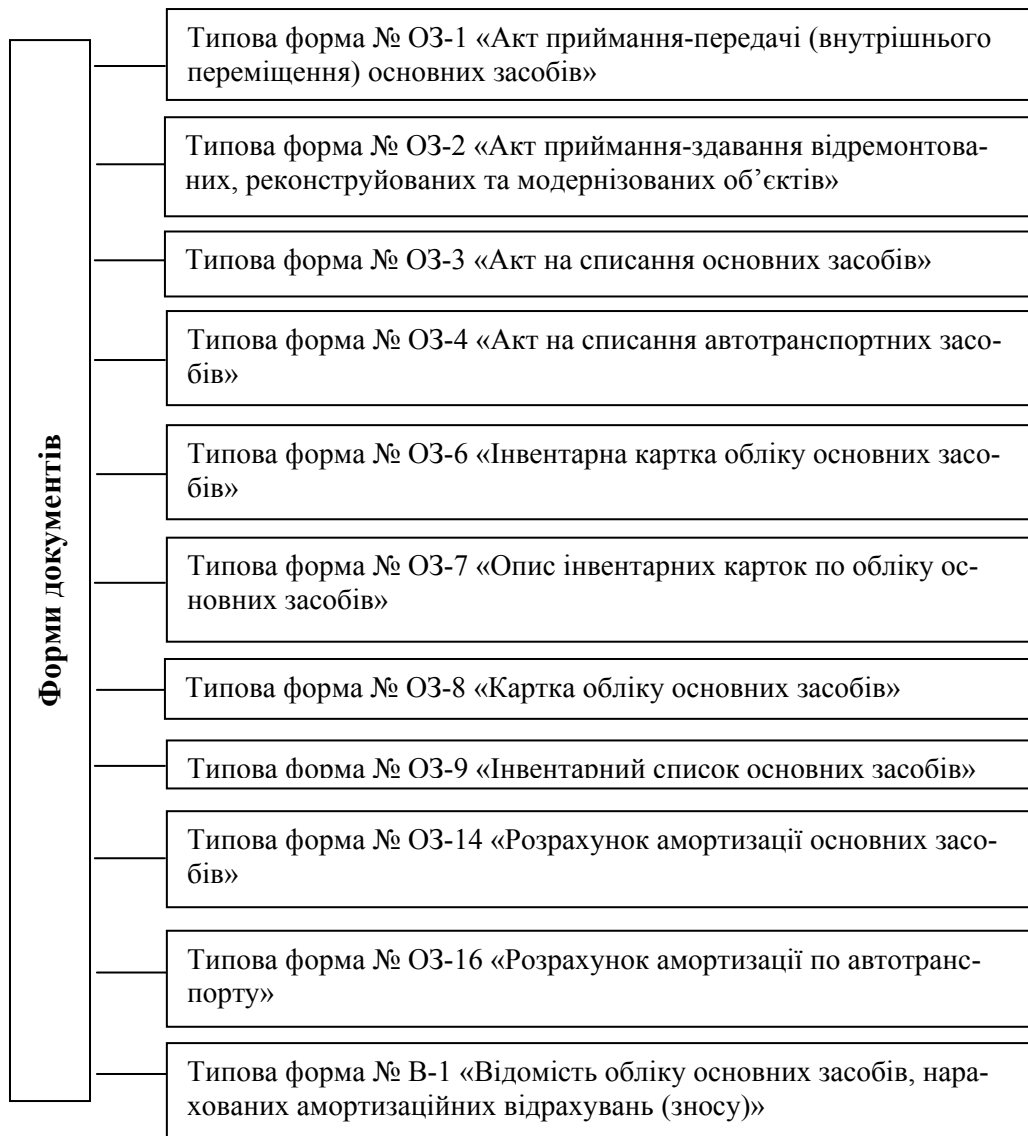 Форми документів
Типова форма № ОЗ-1 «Акт приймання-передачі (внутрішнього
переміщення) основних засобів»
Типова форма № ОЗ-2 «Акт приймання-здавання відремонтова-
них, реконструйованих та модернізованих об’єктів»
Типова форма № ОЗ-3 «Акт на списання основних засобів»
Типова форма № ОЗ-4 «Акт на списання автотранспортних засо-
бів»
Типова форма № ОЗ-6 «Інвентарна картка обліку основних засо-
бів»
Типова форма № ОЗ-7 «Опис інвентарних карток по обліку ос-
новних засобів»
Типова форма № ОЗ-8 «Картка обліку основних засобів»
Типова форма № ОЗ-9 «Інвентарний список основних засобів»
Типова форма № ОЗ-14 «Розрахунок амортизації основних засо-
бів»
Типова форма № ОЗ-16 «Розрахунок амортизації по автотранс-
порту»
Типова форма № В-1 «Відомість обліку основних засобів, нара-
хованих амортизаційних відрахувань (зносу)»